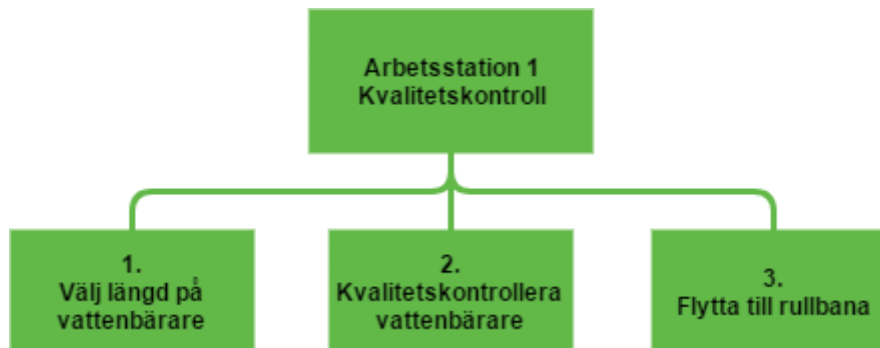 Arbetsstation 1
Kvalitetskontroll
1.
Välj längd på
vattenbärare
2.
Kvalitetskontrollera
vattenbärare
3.
Flytta till rullbana